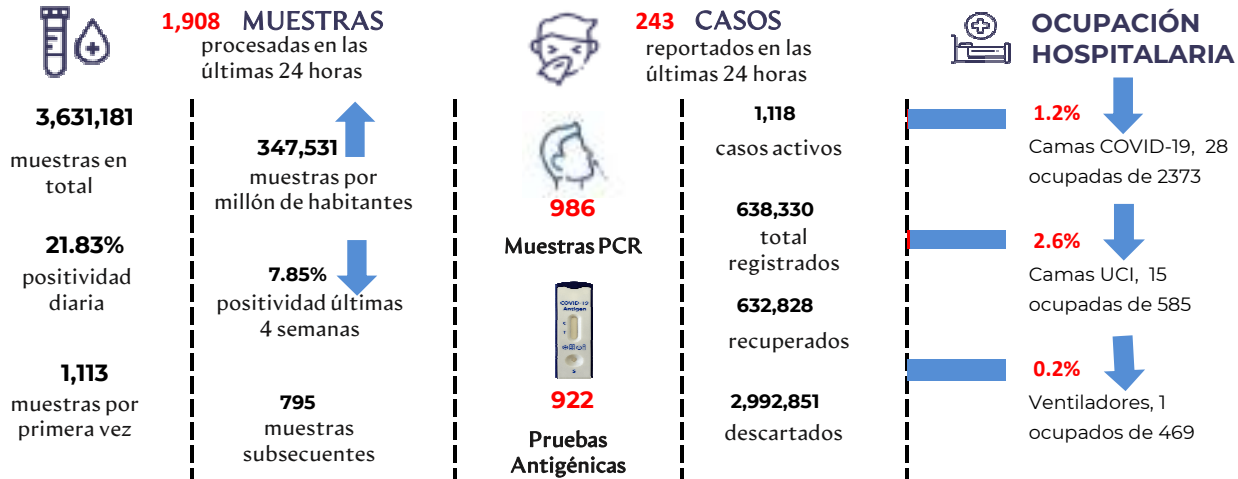 1,908 MUESTRAS
procesadas en las
últimas 24 horas
3,631,181
muestras en
total
21.83%
positividad
diaria
1,113
muestras por
primera vez
347,531
muestras por
millón de habitantes
7.85%
positividad últimas
4 semanas
795
muestras
subsecuentes
243 CASOS
reportados en las
últimas 24 horas
986
Muestras PCR
COVID-19
Antigen
C
T
S
922
Pruebas
Antigénicas
1,118
casos activos
638,330
total
registrados
632,828
recuperados
2,992,851
descartados
OCUPACIÓN
HOSPITALARIA
1.2%
Camas COVID-19, 28
ocupadas de 2373
2.6%
Camas UCI, 15
ocupadas de 585
0.2%
Ventiladores, 1
ocupados de 469